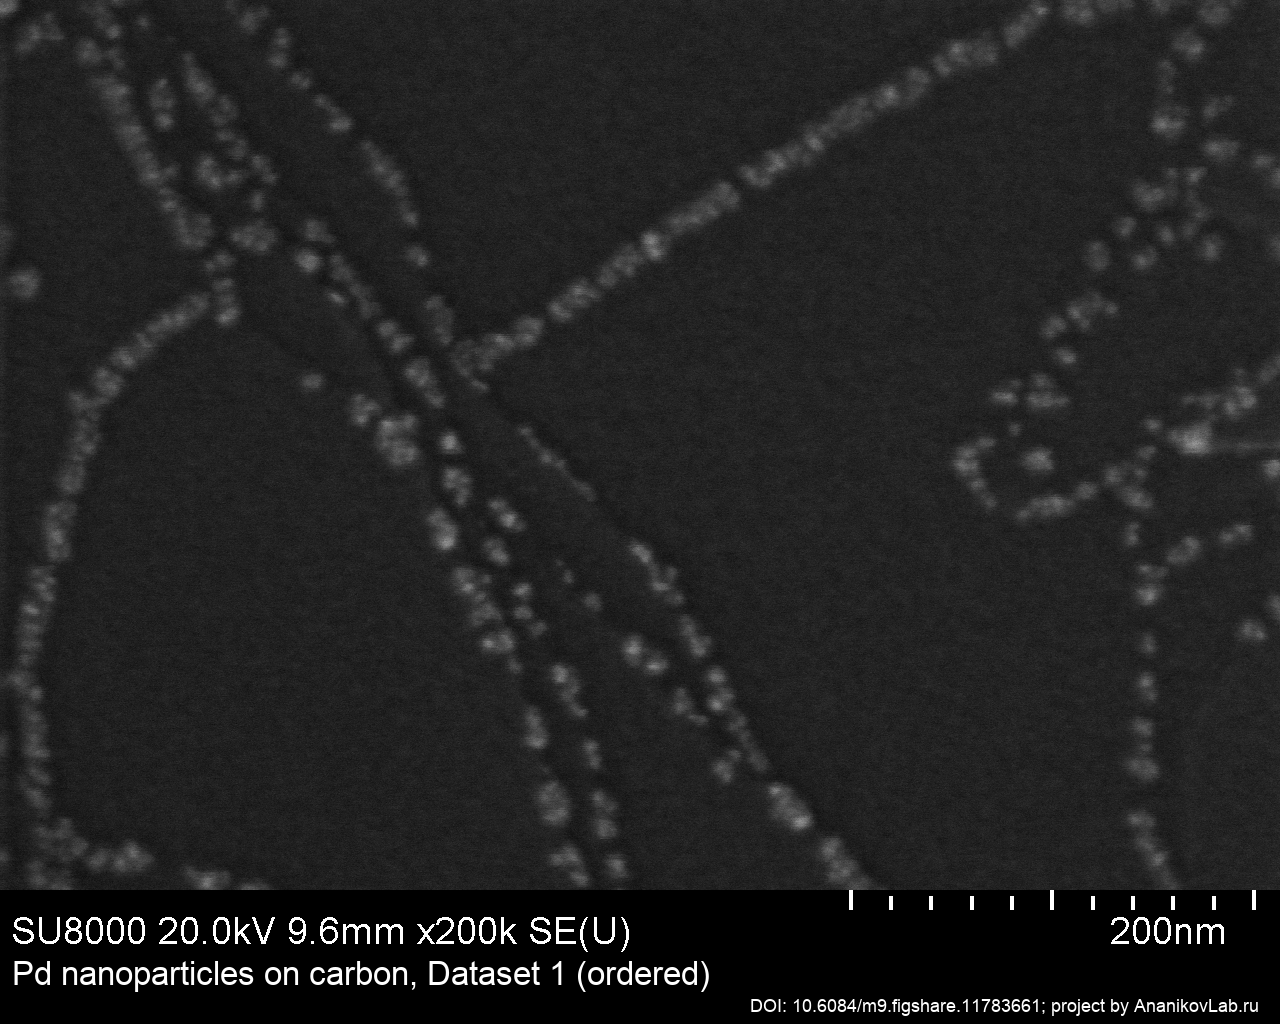 SU8000 20.0kV 9.6mm x200k SE(U)
200nm
Pd nanoparticles on carbon, Dataset 1 (ordered)
DOI: 10.6084/m9.figshare.11783661; project by AnanikovLab.ru